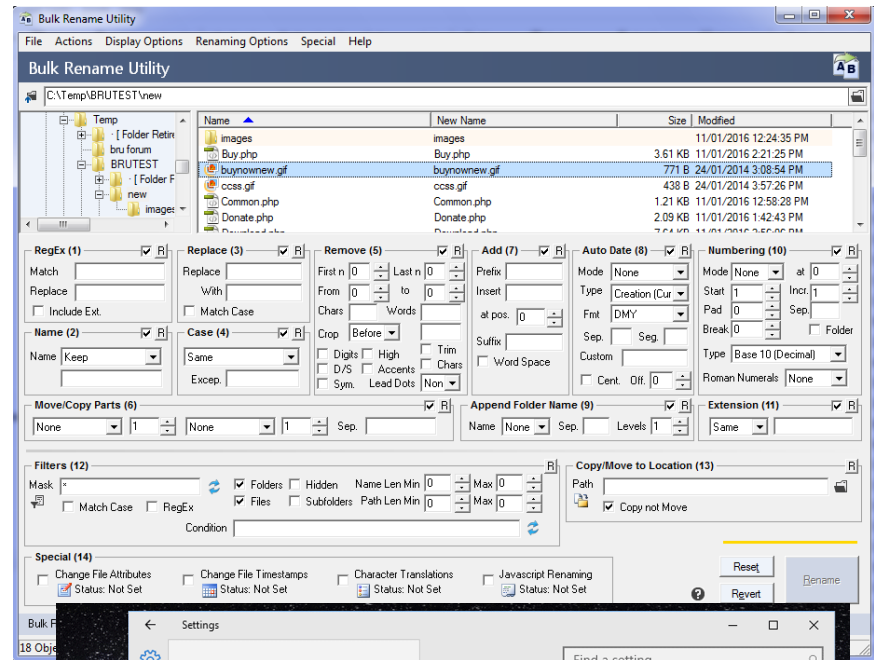 Bulk Rename Utility
File Actions Display Options Renaming Options Special Help
Bulk Rename Utility
AB
C:\Temp\BRUTEST\new
Temp
[ Folder Retire
bru forum
BRUTEST
[ Folder F
new
images
Name New Name Size Modified
images images 11/01/2016 12:24:35 PM
Buy.php Buy.php 3.61 KB 11/01/2016 2:21:25 PM
buynownew.gif buynownew.gif 771 B 24/01/2014 3:08:54 PM
ccss.gif ccss.gif 438 B 24/01/2014 3:57:26 PM
Common.php Common.php 1.21 KB 11/01/2016 12:58:28 PM
Donate.php Donate.php 2.09 KB 11/01/2016 1:42:43 PM
RegEx (1) R
Match
Replace
Include Ext.
Replace (3) R
Replace
With
Match Case
Remove (5) R
First n 0 Last n 0
From 0 to 0
Chars Words
Crop Before
Digits High Trim
D/S Accents Chars
Sym. Lead Dots Non
Add (7) R
Prefix
Insert
at pos. 0
Suffix
Word Space
Auto Date (8) R
Mode None
Type Creation (Cur
Fmt DMY
Sep. Seg.
Custom
Cent. Off. 0
Numbering (10) R
Mode None at 0
Start 1 Incr. 1
Pad 0 Sep.
Break 0 Folder
Type Base 10 (Decimal)
Roman Numerals None
Name (2) R
Name Keep
Case (4) R
Same
Excep.
Move/Copy Parts (6) R
None 1 None 1 Sep.
Append Folder Name (9) R
Name None Sep. Levels 1
Extension (11) R
Same
Filters (12) R
Mask * Folders Hidden Name Len Min 0 Max 0
Match Case RegEx Files Subfolders Path Len Min 0 Max 0
Condition
Copy/Move to Location (13) R
Path
Copy not Move
Special (14)
Change File Attributes Change File Timestamps Character Translations Javascript Renaming
Status: Not Set Status: Not Set Status: Not Set Status: Not Set
Reset
Revert
Rename
Bulk
Settings
18 Obje
Find a setting